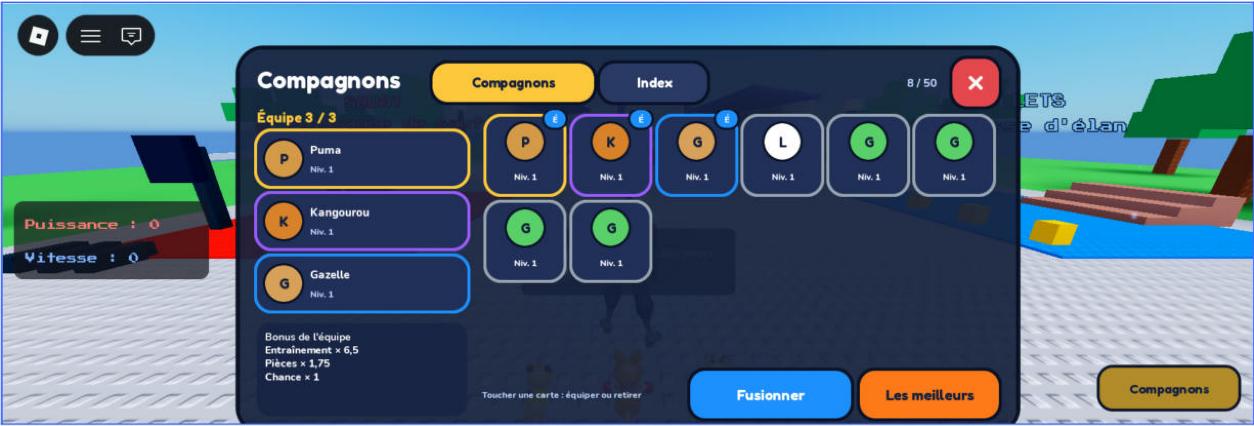 Compagnons
Compagnons
Index
8 / 50
Équipe 3 / 3
P
Puma
Niv. 1
K
Kangourou
Niv. 1
G
Gazelle
Niv. 1
É
É
É
P
K
G
L
G
G
Niv. 1
Niv. 1
Niv. 1
Niv. 1
Niv. 1
Niv. 1
G
G
Niv. 1
Niv. 1
Puissance : 0
Vitesse : 0
LETS
e d'élan
Bonus de l'équipe
Entraînement × 6,5
Pièces × 1,75
Chance × 1
Toucher une carte : équiper ou retirer
Fusionner
Les meilleurs
Compagnons